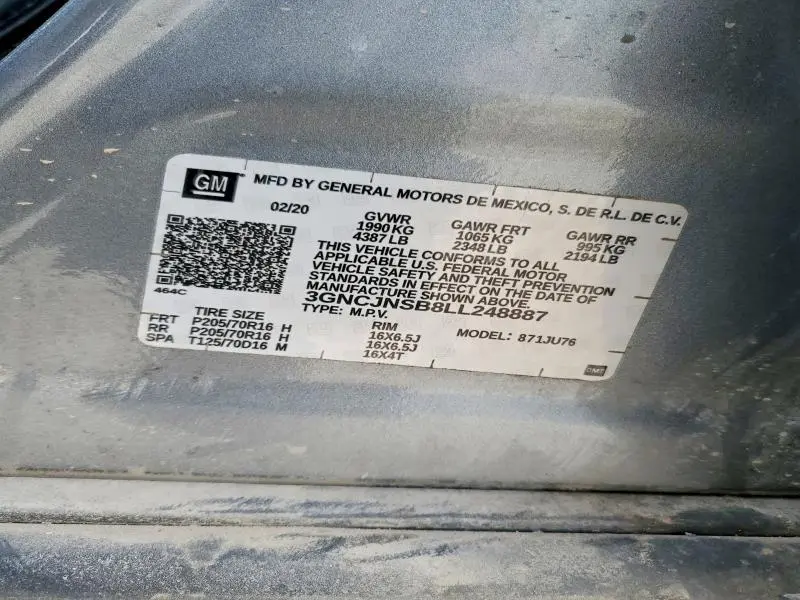 GM MFD BY GENERAL MOTORS DE MEXICO, S. DE R.L. DE C.V.
02/20 GVWR GAWR FRT GAWR RR
1990 KG 1065 KG 995 KG
4387 LB 2348 LB 2194 LB
THIS VEHICLE CONFORMS TO ALL
APPLICABLE U.S. FEDERAL MOTOR
VEHICLE SAFETY AND THEFT PREVENTION
STANDARDS IN EFFECT ON THE DATE OF
MANUFACTURE SHOWN ABOVE.
464C
3GNCJNSB8LL248887
TYPE: M.P.V. MODEL: 871JU76
TIRE SIZE RIM
FRT P205/70R16 H 16X6.5J
RR P205/70R16 H 16X6.5J
SPA T125/70D16 M 16X4T